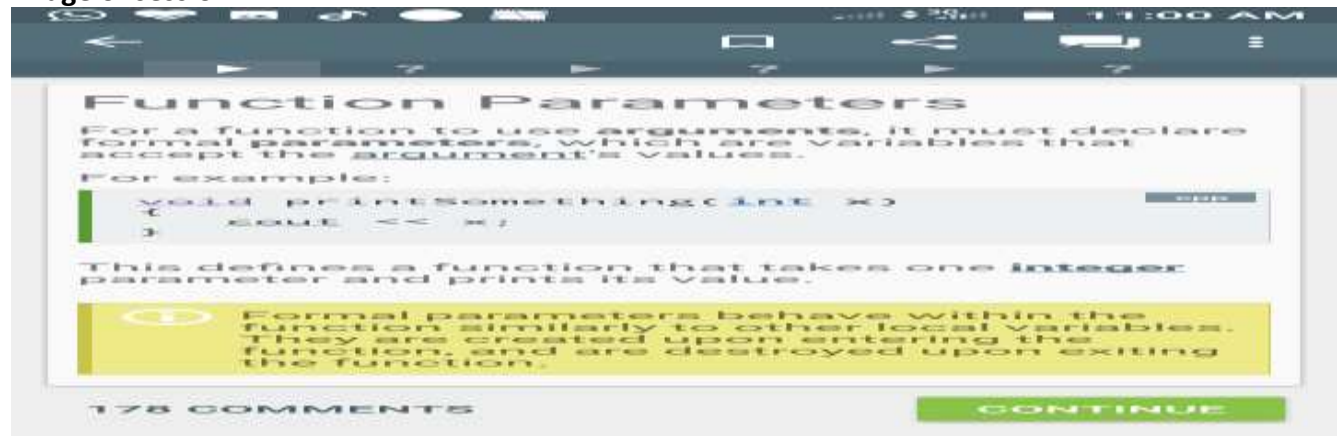 11:00 AM
Function Parameters
For a function to use arguments, it must declare
formal parameters, which are variables that
accept the argument's values.
For example:
void printSomething(int x)
cpp
{
cout << x;
}
This defines a function that takes one integer
parameter and prints its value.
Formal parameters behave within the
function similarly to other local variables.
They are created upon entering the
function, and are destroyed upon exiting
the function.
178 COMMENTS
CONTINUE